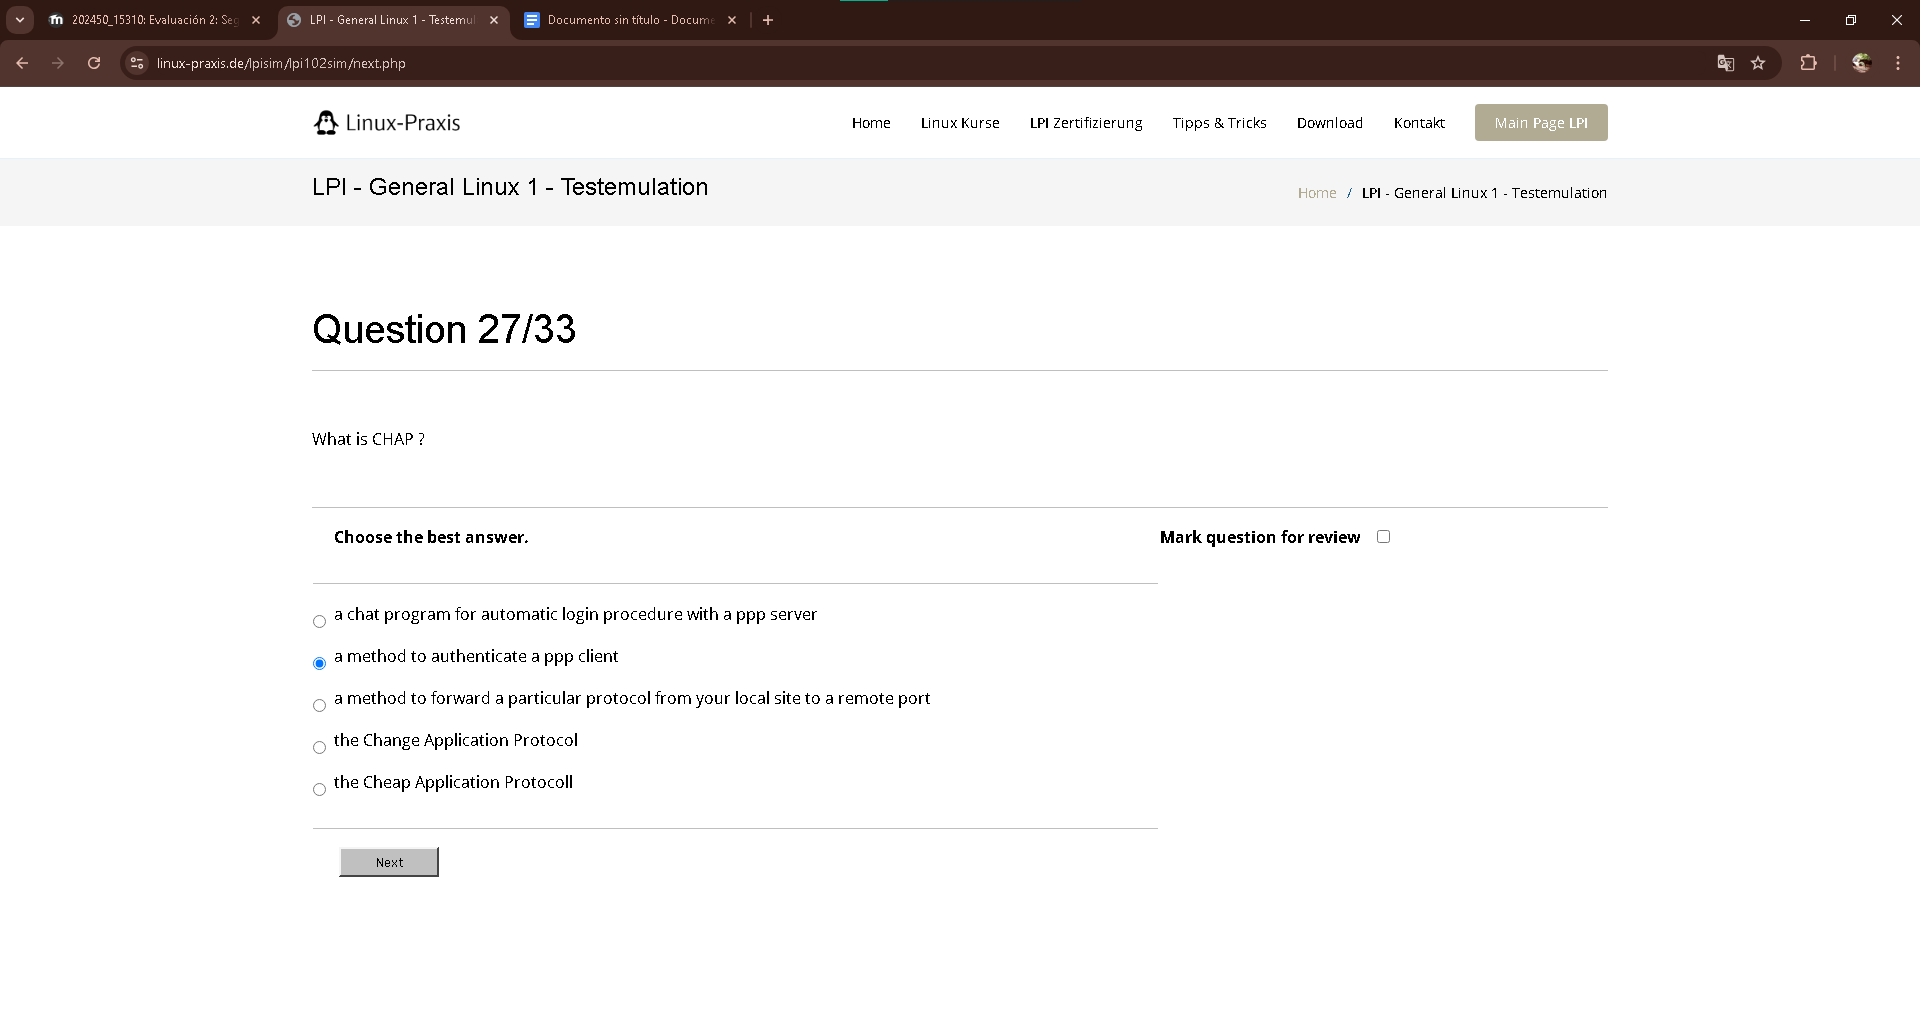 202450_15310: Evaluación 2: Seg
LPI - General Linux 1 - Testemul
Documento sin título - Docume
linux-praxis.de/lpisim/lpi102sim/next.php
Linux-Praxis
Home
Linux Kurse
LPI Zertifizierung
Tipps & Tricks
Download
Kontakt
Main Page LPI
LPI - General Linux 1 - Testemulation
Home / LPI - General Linux 1 - Testemulation
Question 27/33
What is CHAP ?
Choose the best answer.
Mark question for review
a chat program for automatic login procedure with a ppp server
a method to authenticate a ppp client
a method to forward a particular protocol from your local site to a remote port
the Change Application Protocol
the Cheap Application Protocoll
Next